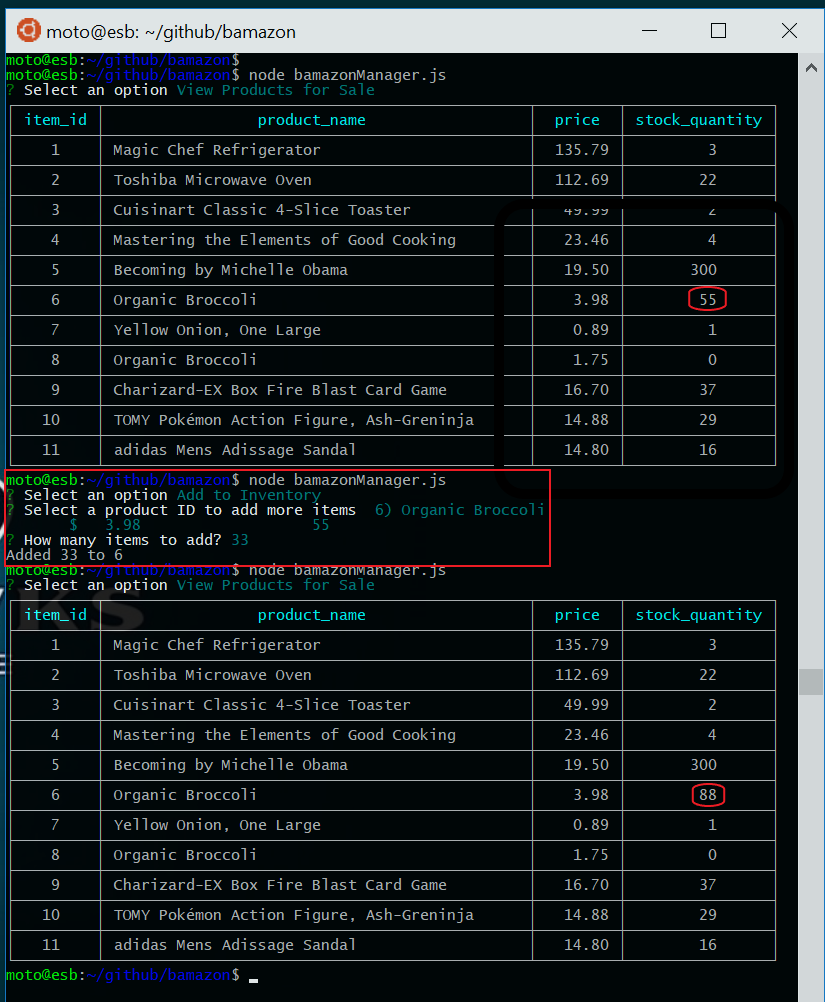 moto@esb: ~/github/bamazon
moto@esb:~/github/bamazon$
moto@esb:~/github/bamazon$ node bamazonManager.js
? Select an option View Products for Sale
item_id product_name price stock_quantity
1 Magic Chef Refrigerator 135.79 3
2 Toshiba Microwave Oven 112.69 22
3 Cuisinart Classic 4-Slice Toaster 49.99 2
4 Mastering the Elements of Good Cooking 23.46 4
5 Becoming by Michelle Obama 19.50 300
6 Organic Broccoli 3.98 55
7 Yellow Onion, One Large 0.89 1
8 Organic Broccoli 1.75 0
9 Charizard-EX Box Fire Blast Card Game 16.70 37
10 TOMY Pokémon Action Figure, Ash-Greninja 14.88 29
11 adidas Mens Adissage Sandal 14.80 16
moto@esb:~/github/bamazon$ node bamazonManager.js
? Select an option Add to Inventory
? Select a product ID to add more items 6) Organic Broccoli
$ 3.98 55
? How many items to add? 33
Added 33 to 6
moto@esb:~/github/bamazon$ node bamazonManager.js
? Select an option View Products for Sale
item_id product_name price stock_quantity
1 Magic Chef Refrigerator 135.79 3
2 Toshiba Microwave Oven 112.69 22
3 Cuisinart Classic 4-Slice Toaster 49.99 2
4 Mastering the Elements of Good Cooking 23.46 4
5 Becoming by Michelle Obama 19.50 300
6 Organic Broccoli 3.98 88
7 Yellow Onion, One Large 0.89 1
8 Organic Broccoli 1.75 0
9 Charizard-EX Box Fire Blast Card Game 16.70 37
10 TOMY Pokémon Action Figure, Ash-Greninja 14.88 29
11 adidas Mens Adissage Sandal 14.80 16
moto@esb:~/github/bamazon$